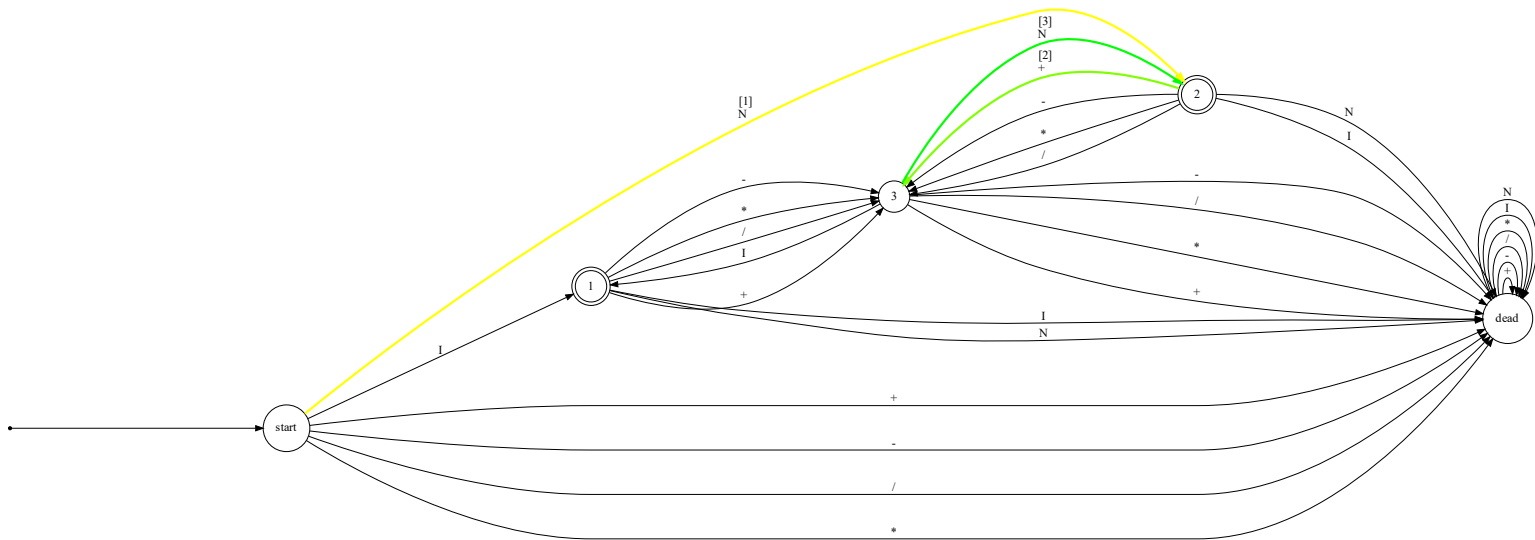 [3]
N
[2]
+
2
[1]
N
-
*
/
N
I
3
-
/
*
+
-
*
/
I
+
1
I
N
N
I
*
/
-
+
dead
I
start
+
-
/
*